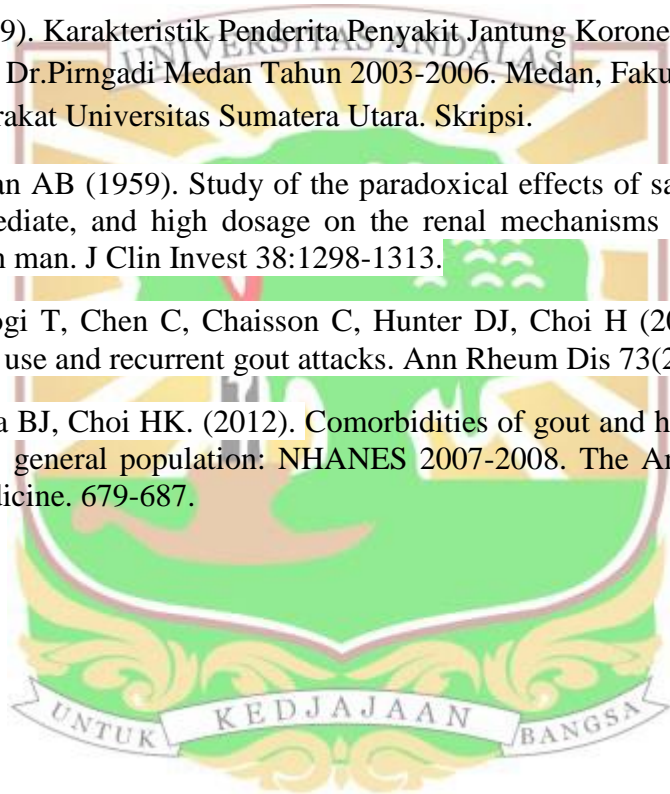 9). Karakteristik Penderita Penyakit Jantung Korone
UNIVERSITAS ANDALAS
Dr.Pirngadi Medan Tahun 2003-2006. Medan, Faku
rakat Universitas Sumatera Utara. Skripsi.
an AB (1959). Study of the paradoxical effects of sa
ediate, and high dosage on the renal mechanisms
n man. J Clin Invest 38:1298-1313.
ogi T, Chen C, Chaisson C, Hunter DJ, Choi H (20
use and recurrent gout attacks. Ann Rheum Dis 73(2
a BJ, Choi HK. (2012). Comorbidities of gout and h
general population: NHANES 2007-2008. The Am
dicine. 679-687.
UNTUK KEDJAJAAN BANGSA